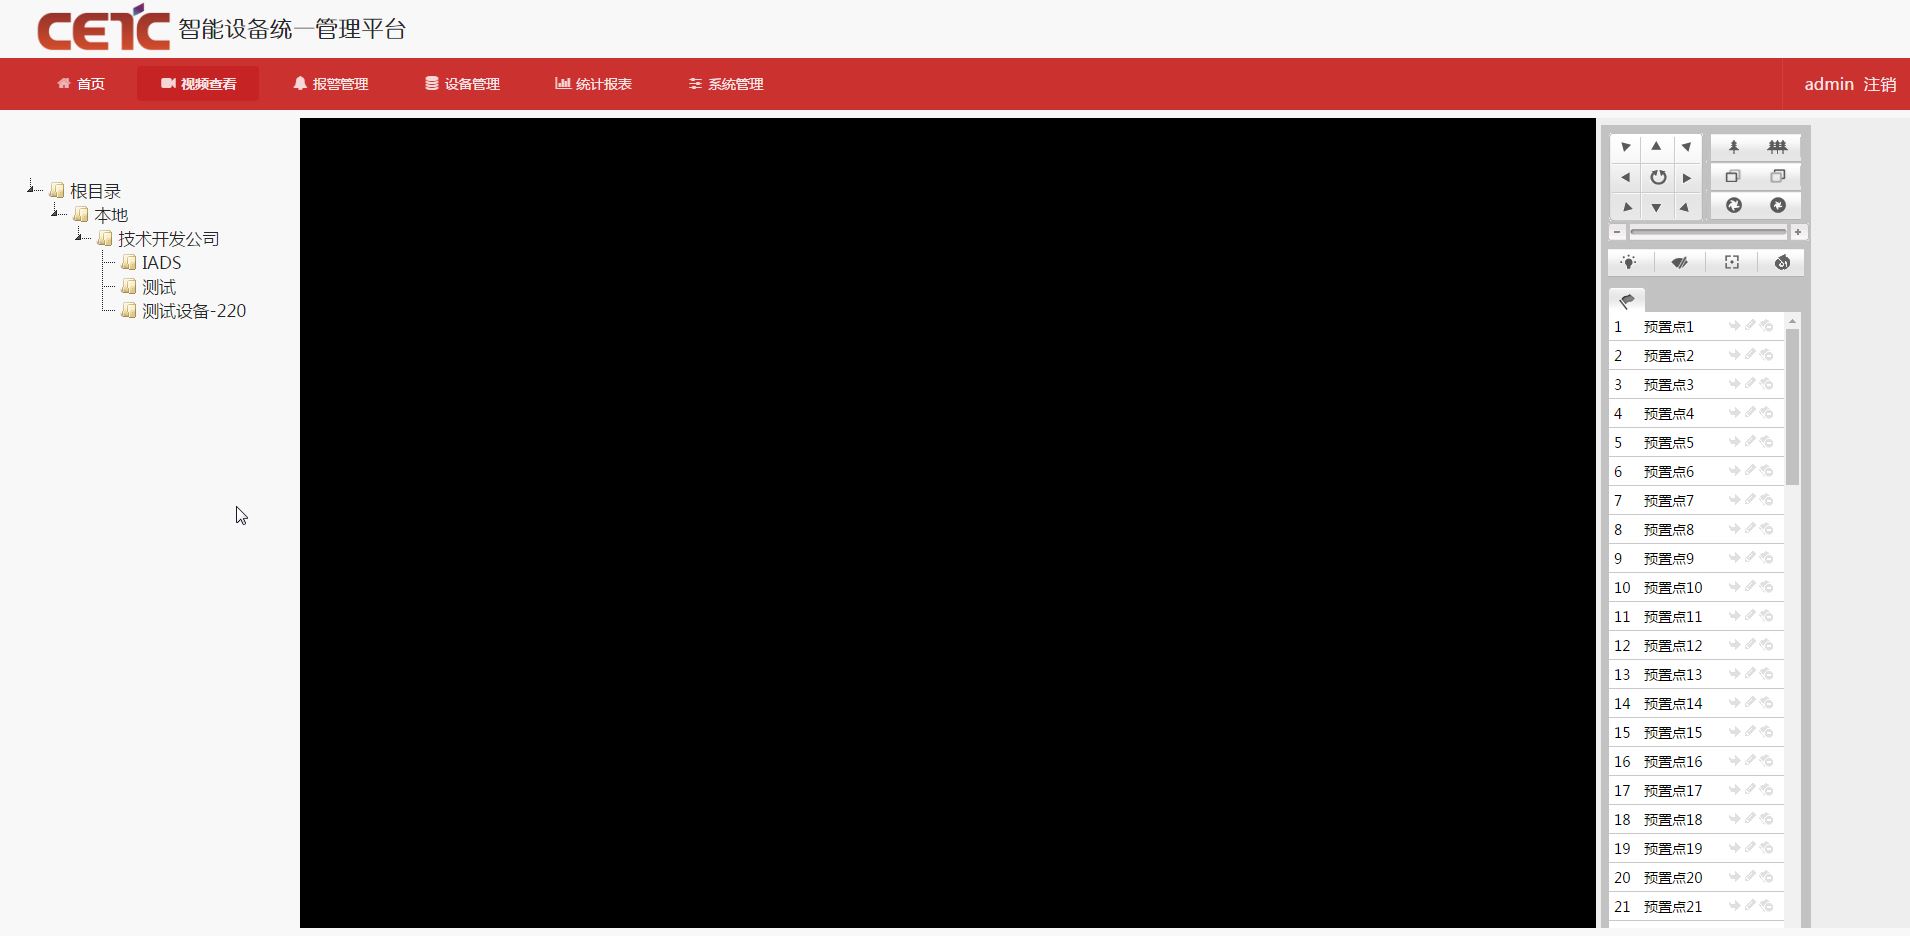 CETC 智能设备统一管理平台
首页 视频查看 报警管理 设备管理 统计报表 系统管理 admin 注销
根目录
本地
技术开发公司
IADS
测试
测试设备-220
1 预置点1
2 预置点2
3 预置点3
4 预置点4
5 预置点5
6 预置点6
7 预置点7
8 预置点8
9 预置点9
10 预置点10
11 预置点11
12 预置点12
13 预置点13
14 预置点14
15 预置点15
16 预置点16
17 预置点17
18 预置点18
19 预置点19
20 预置点20
21 预置点21